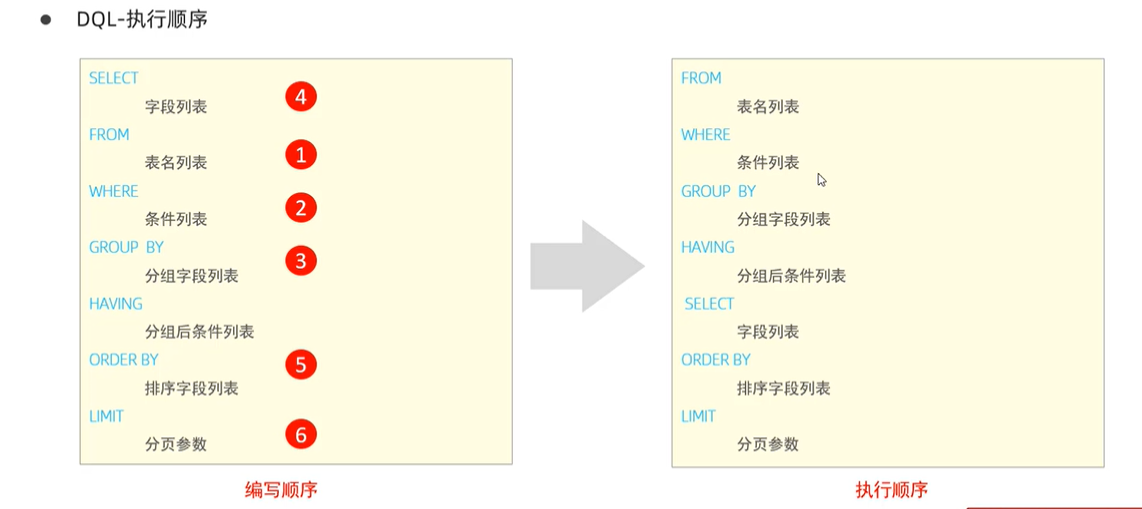 ● DQL-执行顺序
SELECT
字段列表
4
FROM
表名列表
1
WHERE
条件列表
2
GROUP BY
分组字段列表
3
HAVING
分组后条件列表
ORDER BY
排序字段列表
5
LIMIT
分页参数
6
编写顺序
FROM
表名列表
WHERE
条件列表
GROUP BY
分组字段列表
HAVING
分组后条件列表
SELECT
字段列表
ORDER BY
排序字段列表
LIMIT
分页参数
执行顺序